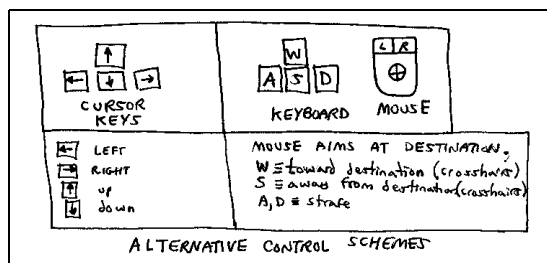 ↑
← ↓ →
CURSOR
KEYS
W
A S D
KEYBOARD
L R
MOUSE
← LEFT
→ RIGHT
↑ up
↓ down
MOUSE AIMS AT DESTINATION.
W ≡ toward destination (crosshairs)
S ≡ away from destination (crosshairs)
A, D ≡ strafe
ALTERNATIVE CONTROL SCHEMES